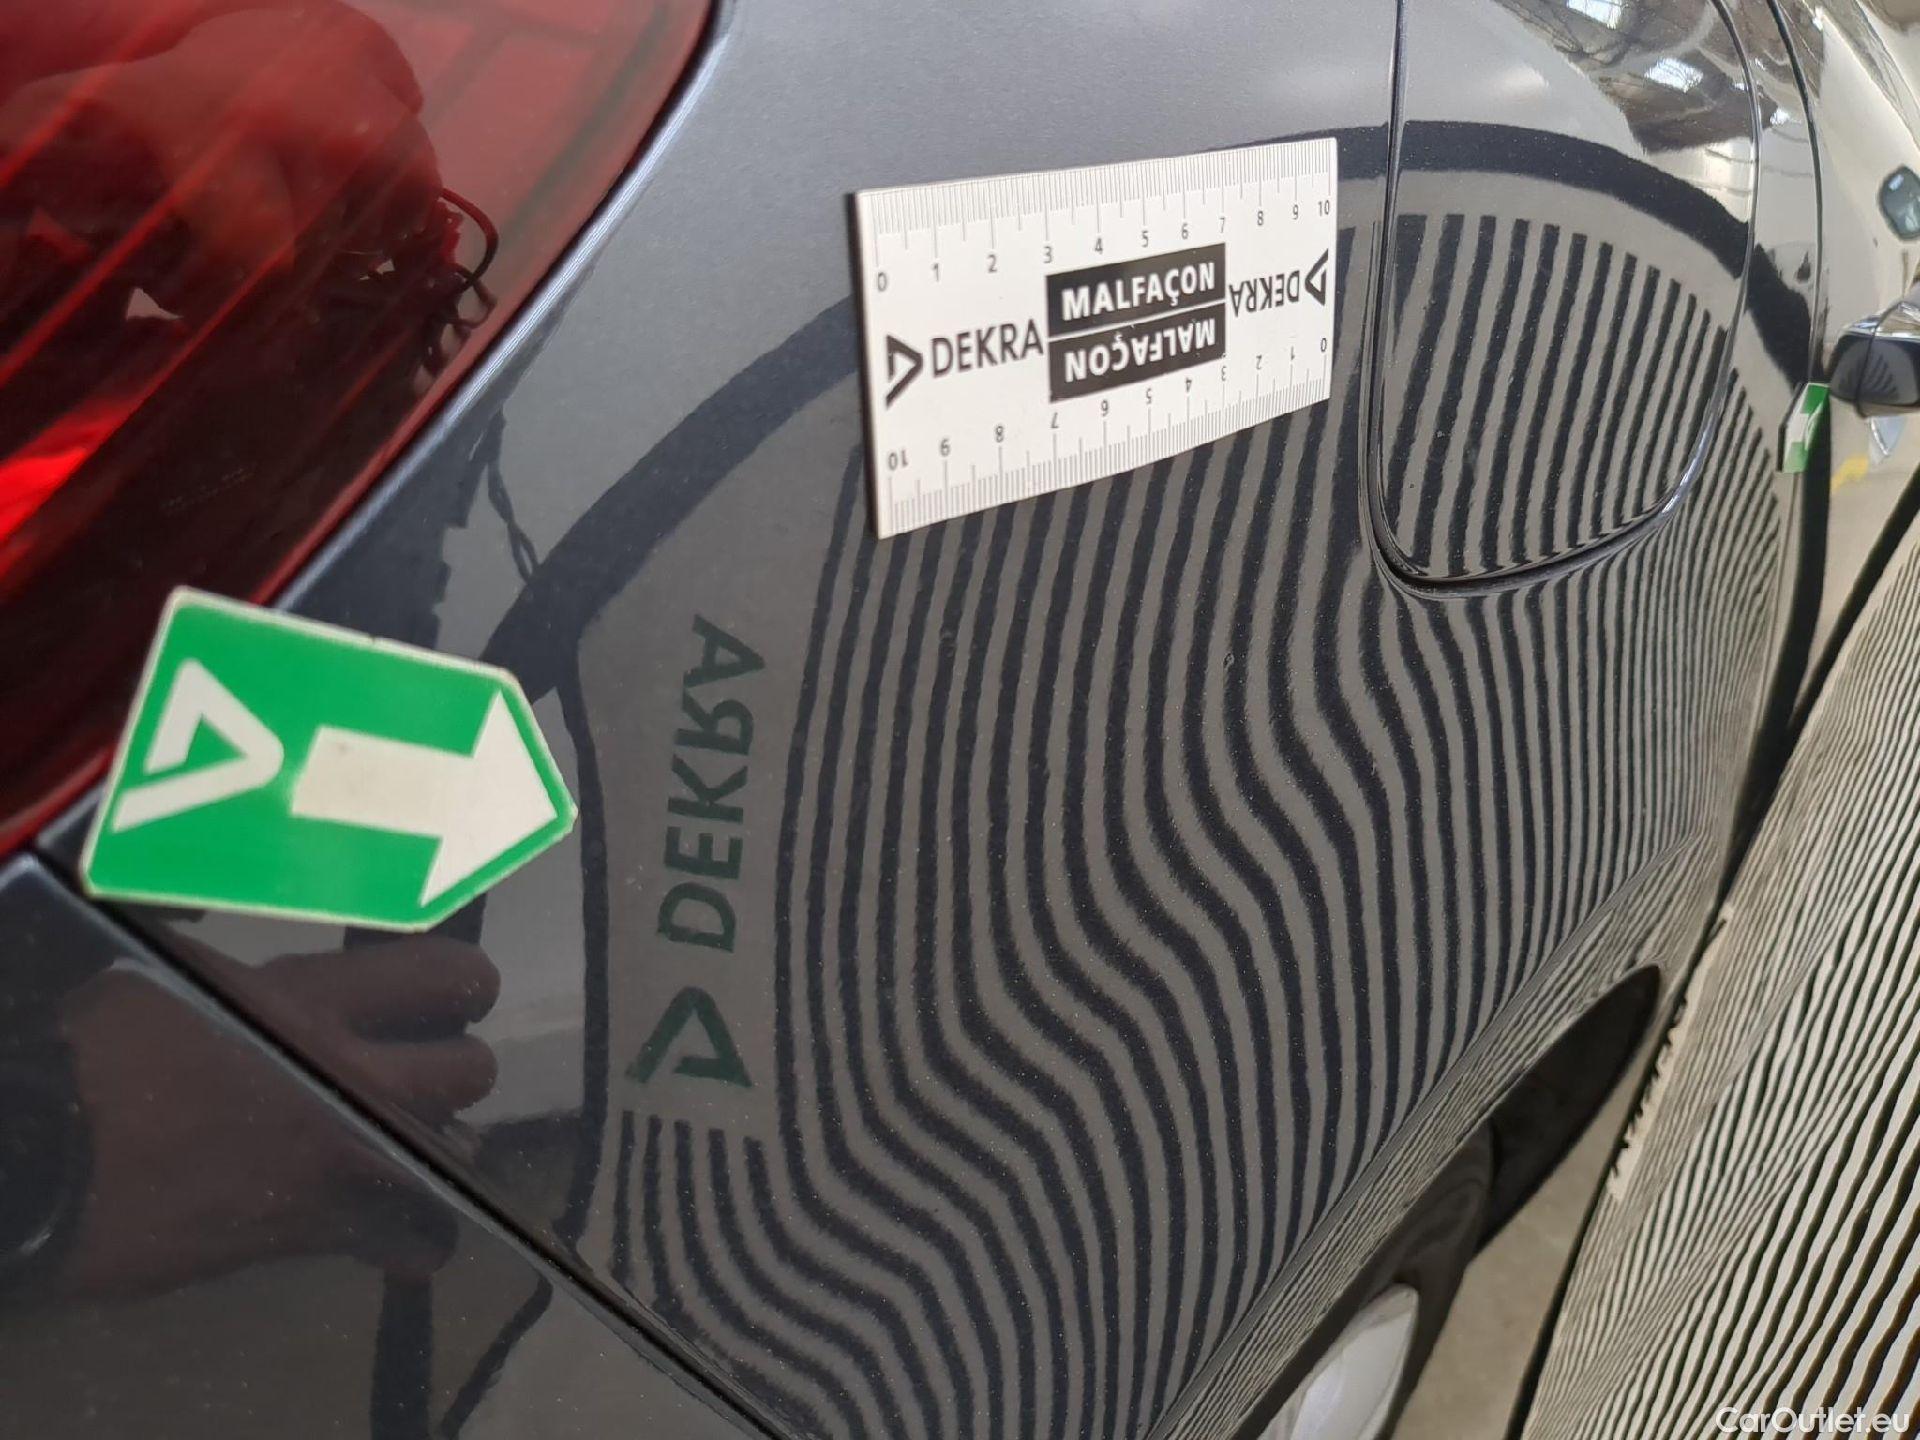 0 1 2 3 4 5 6 7 8 9 10
DEKRA
MALFAÇON
MALFAÇON
DEKRA
10 9 8 7 6 5 4 3 2 1 0
DEKRA
CarOutlet.eu